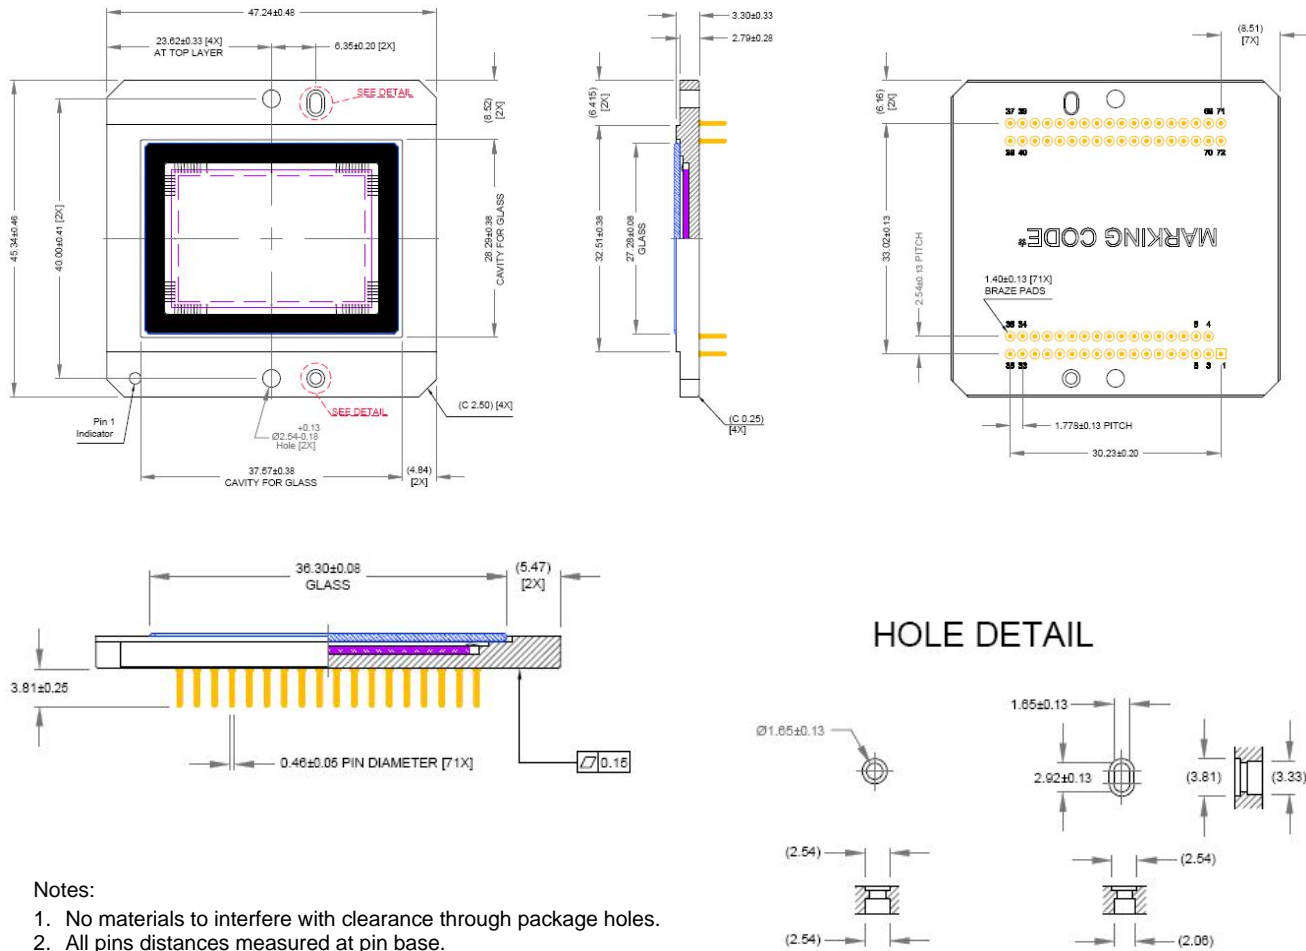 47.24±0.48
23.62±0.33 [4X]
AT TOP LAYER
6.35±0.20 [2X]
SEE DETAIL
(8.52)
[2X]
45.34±0.46
40.00±0.41 [2X]
28.29±0.38
CAVITY FOR GLASS
Pin 1
Indicator
+0.13
Ø2.54-0.18
Hole [2X]
SEE DETAIL
(C 2.50) [4X]
37.57±0.38
CAVITY FOR GLASS
(4.84)
[2X]
3.30±0.33
2.79±0.28
(6.415)
[2X]
32.51±0.38
27.28±0.08
GLASS
(C 0.25)
[4X]
(8.51)
[7X]
(6.16)
[2X]
37 39 69 71
38 40 70 72
33.02±0.13
2.54±0.13 PITCH
MARKING CODE*
1.40±0.13 [71X]
BRAZE PADS
36 34 4
35 33 3 1
1.778±0.13 PITCH
30.23±0.20
36.30±0.08
GLASS
(5.47)
[2X]
3.81±0.25
0.46±0.05 PIN DIAMETER [71X]
0.15
HOLE DETAIL
Ø1.65±0.13
1.65±0.13
2.92±0.13
(3.81)
(3.33)
(2.54)
(2.54)
(2.54)
(2.06)
Notes:
1. No materials to interfere with clearance through package holes.
2. All pins distances measured at pin base.